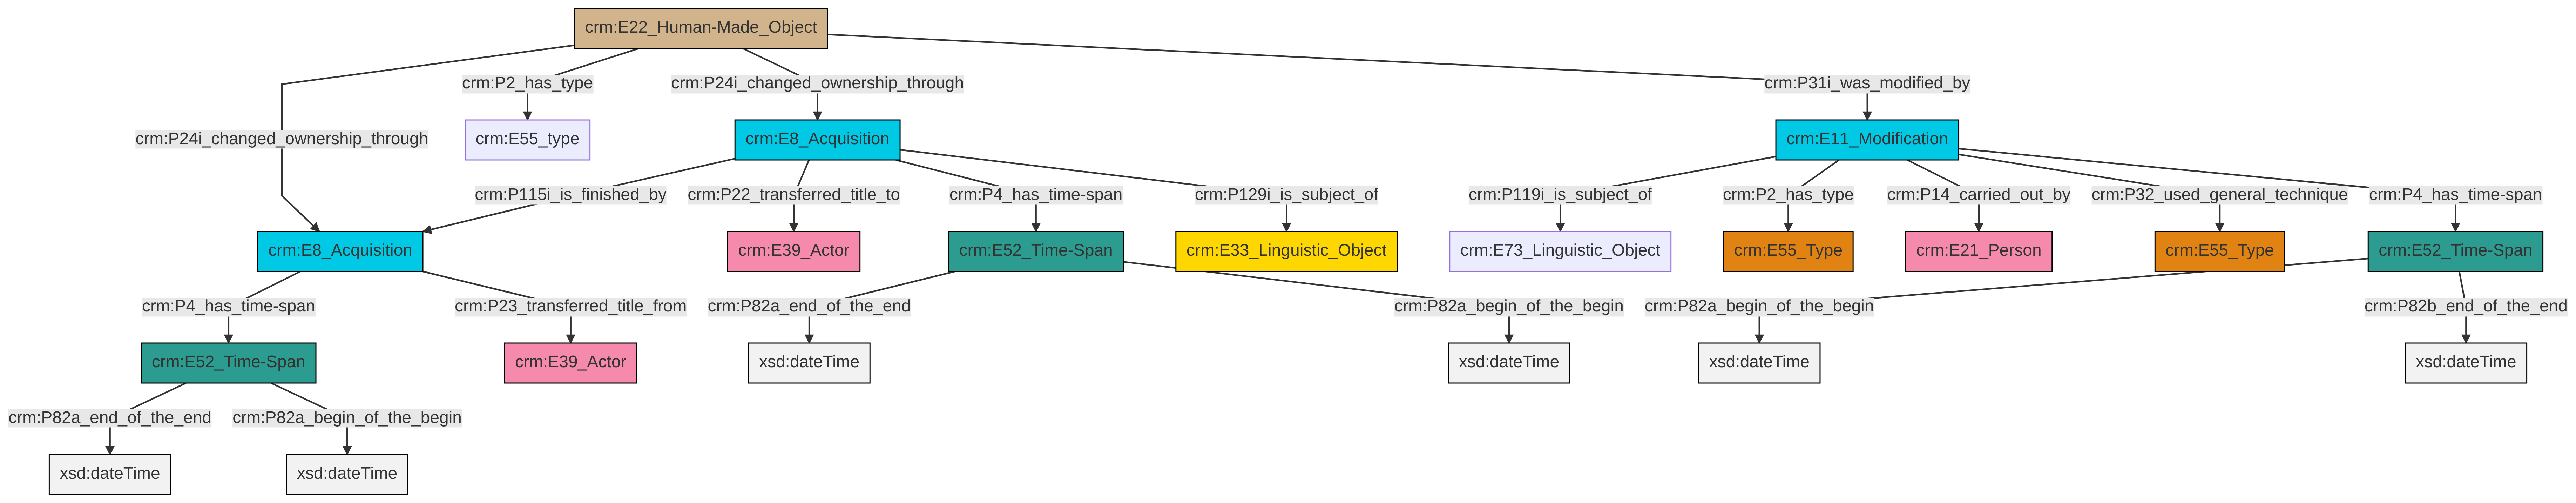 crm:E22_Human-Made_Object
crm:P2_has_type
crm:P24i_changed_ownership_through
crm:P31i_was_modified_by
crm:P24i_changed_ownership_through
crm:E55_type
crm:E8_Acquisition
crm:E11_Modification
crm:P115i_is_finished_by
crm:P22_transferred_title_to
crm:P4_has_time-span
crm:P129i_is_subject_of
crm:P119i_is_subject_of
crm:P2_has_type
crm:P14_carried_out_by
crm:P32_used_general_technique
crm:P4_has_time-span
crm:E8_Acquisition
crm:E39_Actor
crm:E52_Time-Span
crm:E33_Linguistic_Object
crm:E73_Linguistic_Object
crm:E55_Type
crm:E21_Person
crm:E55_Type
crm:E52_Time-Span
crm:P4_has_time-span
crm:P23_transferred_title_from
crm:P82a_end_of_the_end
crm:P82a_begin_of_the_begin
crm:P82a_begin_of_the_begin
crm:P82b_end_of_the_end
crm:E52_Time-Span
crm:E39_Actor
xsd:dateTime
xsd:dateTime
xsd:dateTime
xsd:dateTime
crm:P82a_end_of_the_end
crm:P82a_begin_of_the_begin
xsd:dateTime
xsd:dateTime